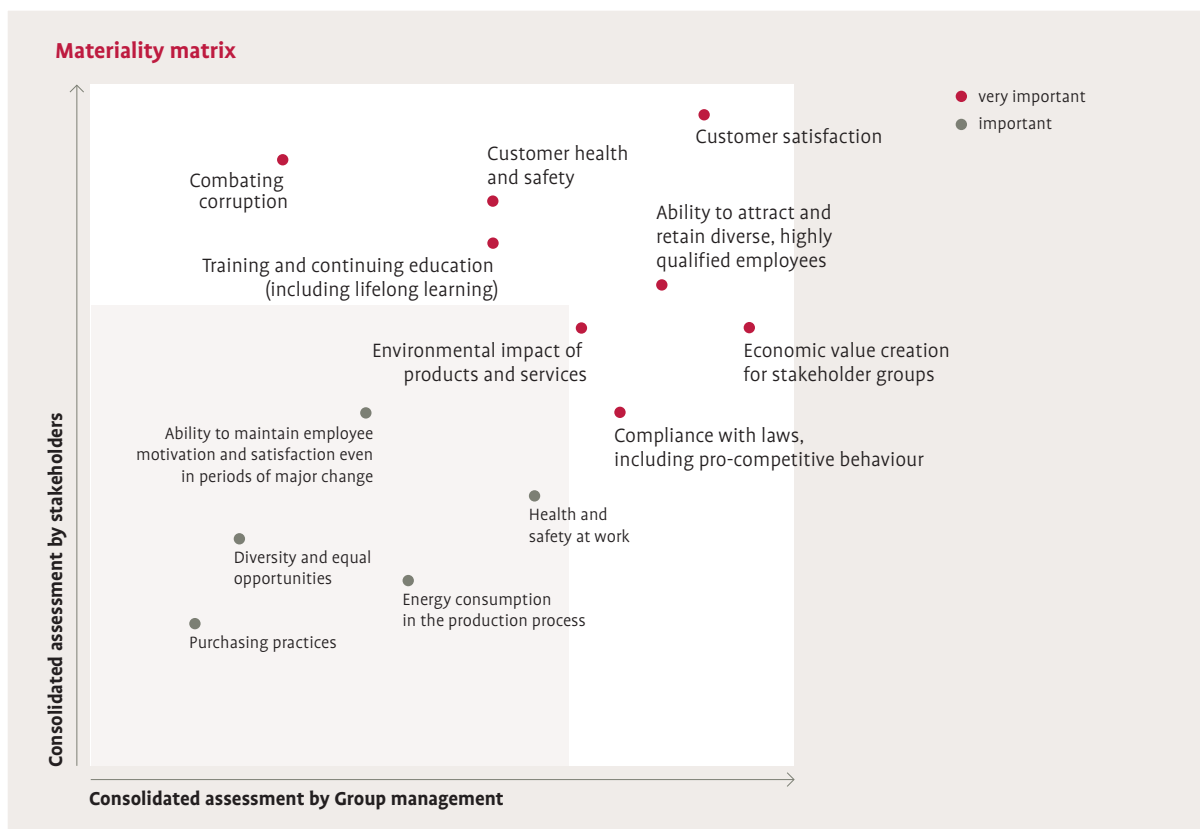 Materiality matrix
very important
important
Customer satisfaction
Customer health
and safety
Combating
corruption
Ability to attract and
retain diverse, highly
qualified employees
Training and continuing education
(including lifelong learning)
Environmental impact of
products and services
Economic value creation
for stakeholder groups
Ability to maintain employee
motivation and satisfaction even
in periods of major change
Compliance with laws,
including pro-competitive behaviour
Health and
safety at work
Diversity and equal
opportunities
Energy consumption
in the production process
Purchasing practices
Consolidated assessment by stakeholders
Consolidated assessment by Group management